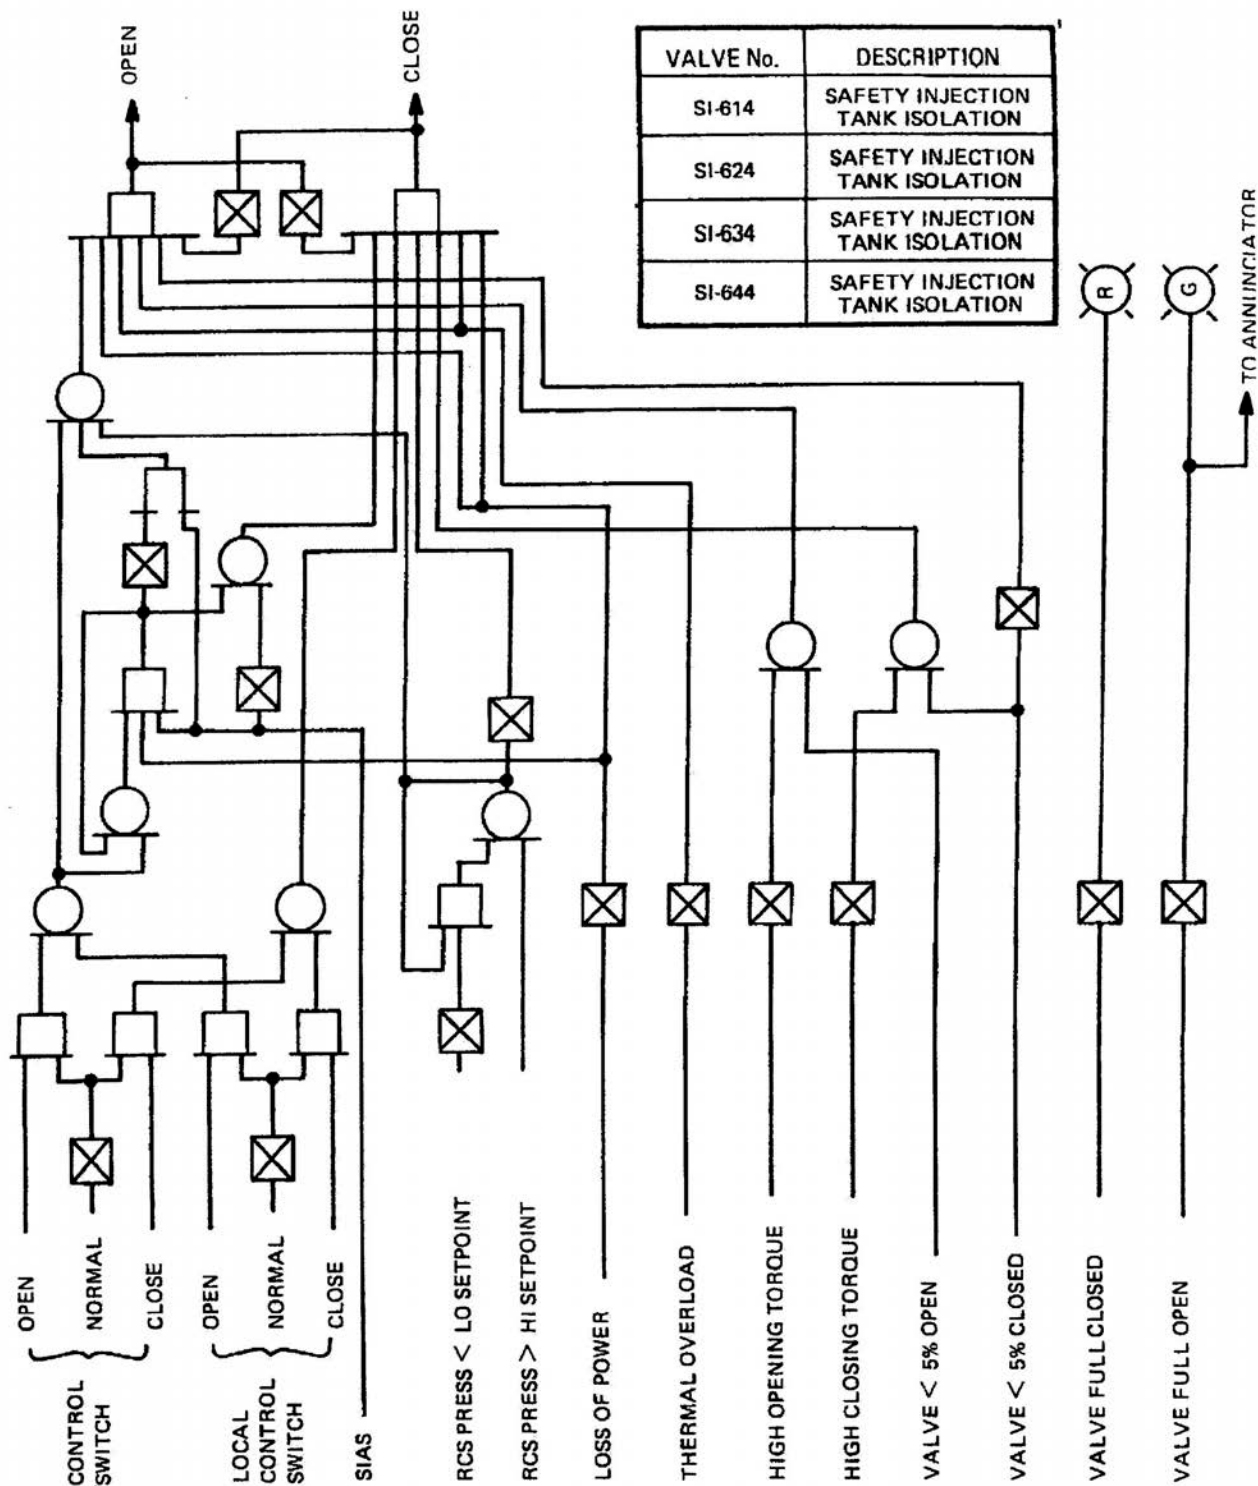 OPEN
CLOSE
VALVE No.
DESCRIPTION
SI-614
SAFETY INJECTION
TANK ISOLATION
SI-624
SAFETY INJECTION
TANK ISOLATION
SI-634
SAFETY INJECTION
TANK ISOLATION
SI-644
SAFETY INJECTION
TANK ISOLATION
R
G
TO ANNUNCIATOR
CONTROL
SWITCH
OPEN
NORMAL
CLOSE
LOCAL
CONTROL
SWITCH
OPEN
NORMAL
CLOSE
SIAS
RCS PRESS < LO SETPOINT
RCS PRESS > HI SETPOINT
LOSS OF POWER
THERMAL OVERLOAD
HIGH OPENING TORQUE
HIGH CLOSING TORQUE
VALVE < 5% OPEN
VALVE < 5% CLOSED
VALVE FULL CLOSED
VALVE FULL OPEN